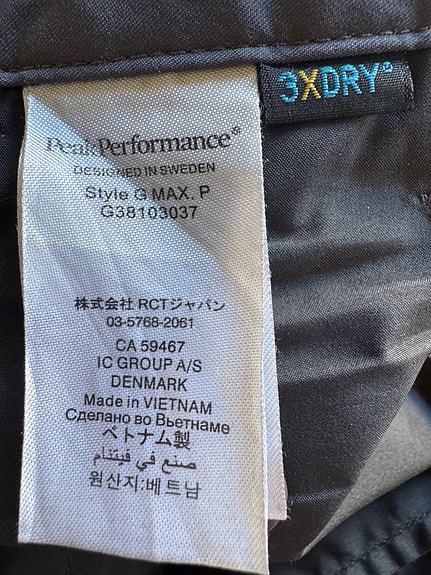 3XDRY®
Peak Performance®
DESIGNED IN SWEDEN
Style G MAX. P
G38103037
株式会社 RCTジャパン
03-5768-2061
CA 59467
IC GROUP A/S
DENMARK
Made in VIETNAM
Сделано во Вьетнаме
ベトナム製
صنع في فيتنام
원산지:베트남